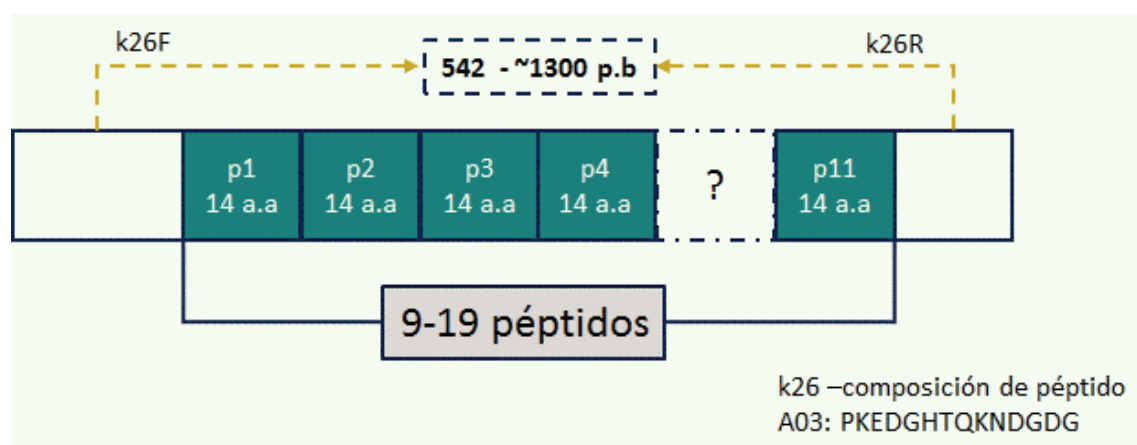 k26F
542 - ~1300 p.b
k26R
p1
14 a.a
p2
14 a.a
p3
14 a.a
p4
14 a.a
?
p11
14 a.a
9-19 péptidos
k26 –composición de péptido
A03: PKEDGHTQKNDGDG